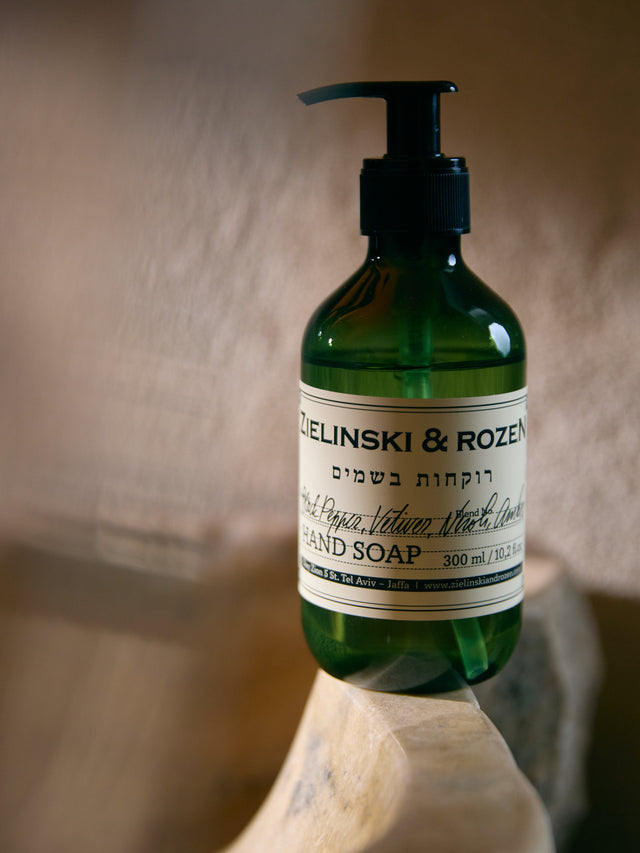 ZIELINSKI & ROZEN
רוקחות בשמים
Blend No.
Pepper, Vetiver, Neroli, Amber
HAND SOAP 300 ml / 10,2 fl.oz
Zion 5 St. Tel Aviv – Jaffa | www.zielinskiandrozen.